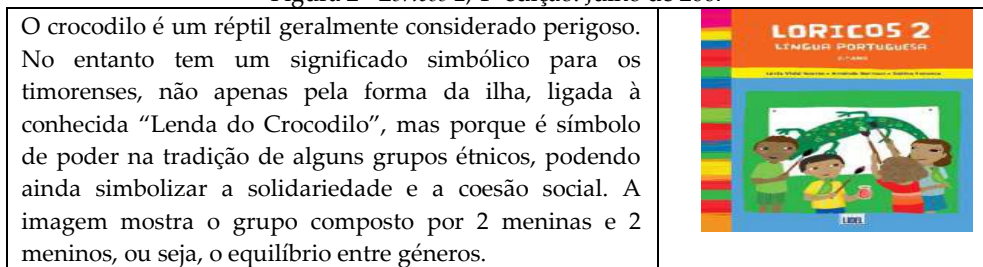 O crocodilo é um réptil geralmente considerado perigoso.
No entanto tem um significado simbólico para os
timorenses, não apenas pela forma da ilha, ligada à
conhecida “Lenda do Crocodilo”, mas porque é símbolo
de poder na tradição de alguns grupos étnicos, podendo
ainda simbolizar a solidariedade e a coesão social. A
imagem mostra o grupo composto por 2 meninas e 2
meninos, ou seja, o equilíbrio entre géneros.
LORICOS 2
LÍNGUA PORTUGUESA
2.º ANO
LIDEL